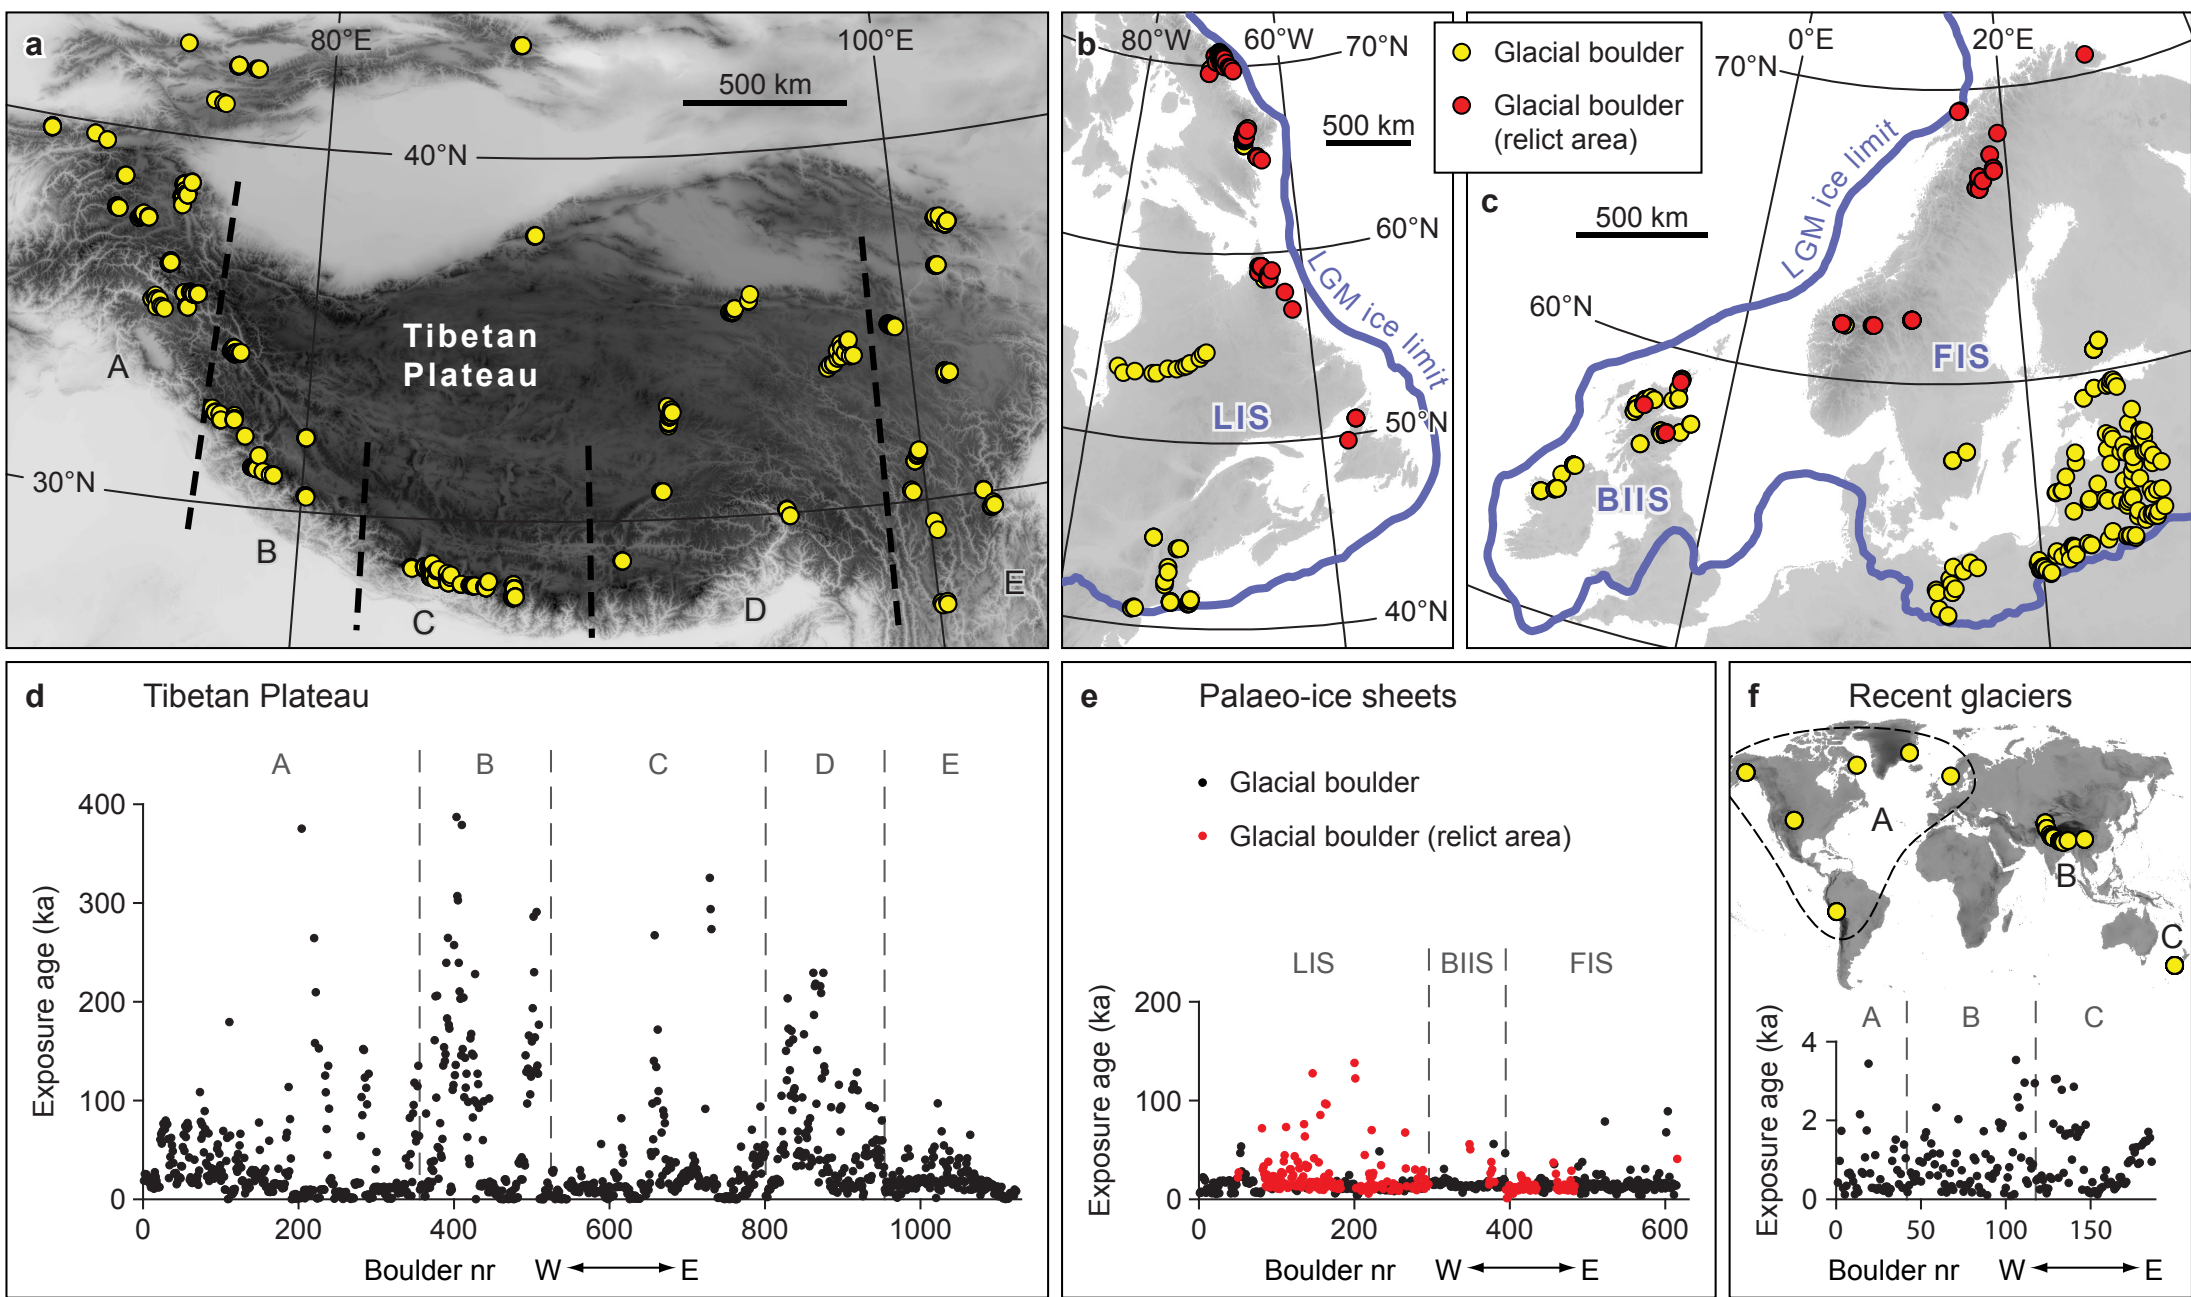 a
80°E
100°E
500 km
40°N
30°N
Tibetan
Plateau
A
B
C
D
E
b
80°W
60°W
70°N
500 km
60°N
LGM ice limit
LIS
50°N
40°N
Glacial boulder
Glacial boulder
(relict area)
c
0°E
20°E
70°N
LGM ice limit
500 km
60°N
FIS
BIIS
d
Tibetan Plateau
A
B
C
D
E
400
300
200
100
0
Exposure age (ka)
0
200
400
600
800
1000
Boulder nr
W
E
e
Palaeo-ice sheets
Glacial boulder
Glacial boulder (relict area)
LIS
BIIS
FIS
200
100
0
Exposure age (ka)
0
200
400
600
Boulder nr
W
E
f
Recent glaciers
A
B
C
A
B
C
4
2
0
Exposure age (ka)
0
50
100
150
Boulder nr
W
E